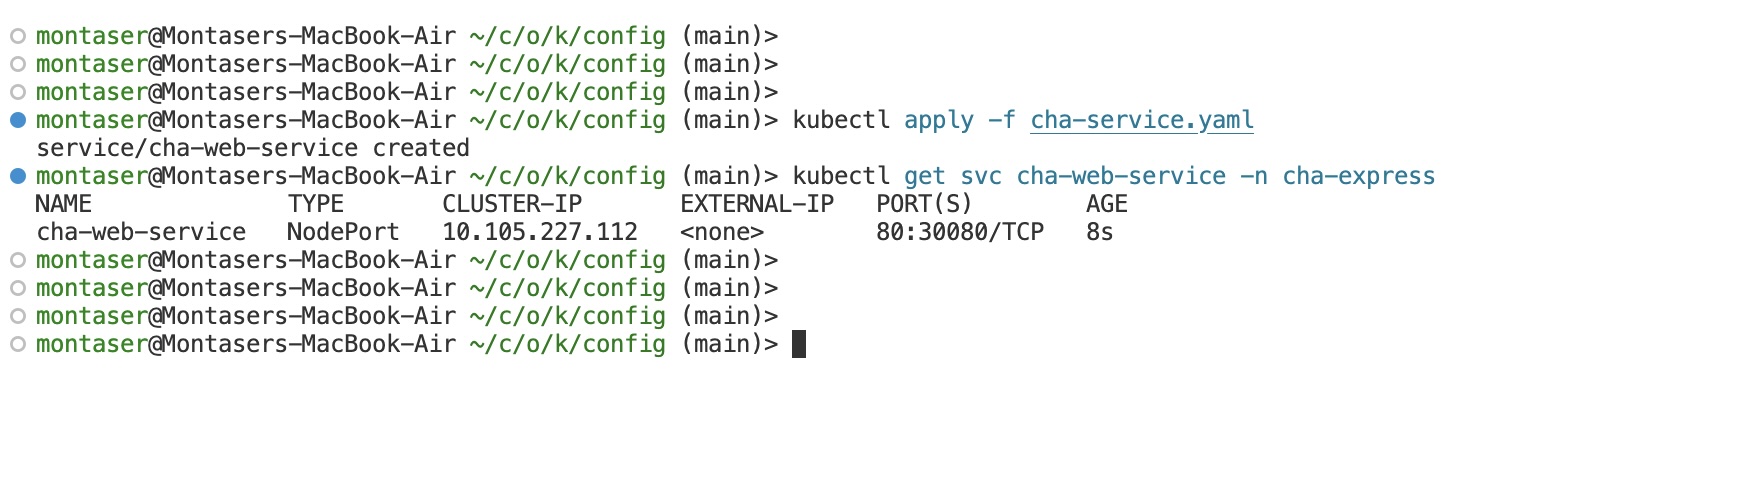 montaser@Montasers-MacBook-Air ~/c/o/k/config (main)>
montaser@Montasers-MacBook-Air ~/c/o/k/config (main)>
montaser@Montasers-MacBook-Air ~/c/o/k/config (main)>
montaser@Montasers-MacBook-Air ~/c/o/k/config (main)> kubectl apply -f cha-service.yaml
service/cha-web-service created
montaser@Montasers-MacBook-Air ~/c/o/k/config (main)> kubectl get svc cha-web-service -n cha-express
NAME TYPE CLUSTER-IP EXTERNAL-IP PORT(S) AGE
cha-web-service NodePort 10.105.227.112 <none> 80:30080/TCP 8s
montaser@Montasers-MacBook-Air ~/c/o/k/config (main)>
montaser@Montasers-MacBook-Air ~/c/o/k/config (main)>
montaser@Montasers-MacBook-Air ~/c/o/k/config (main)>
montaser@Montasers-MacBook-Air ~/c/o/k/config (main)>